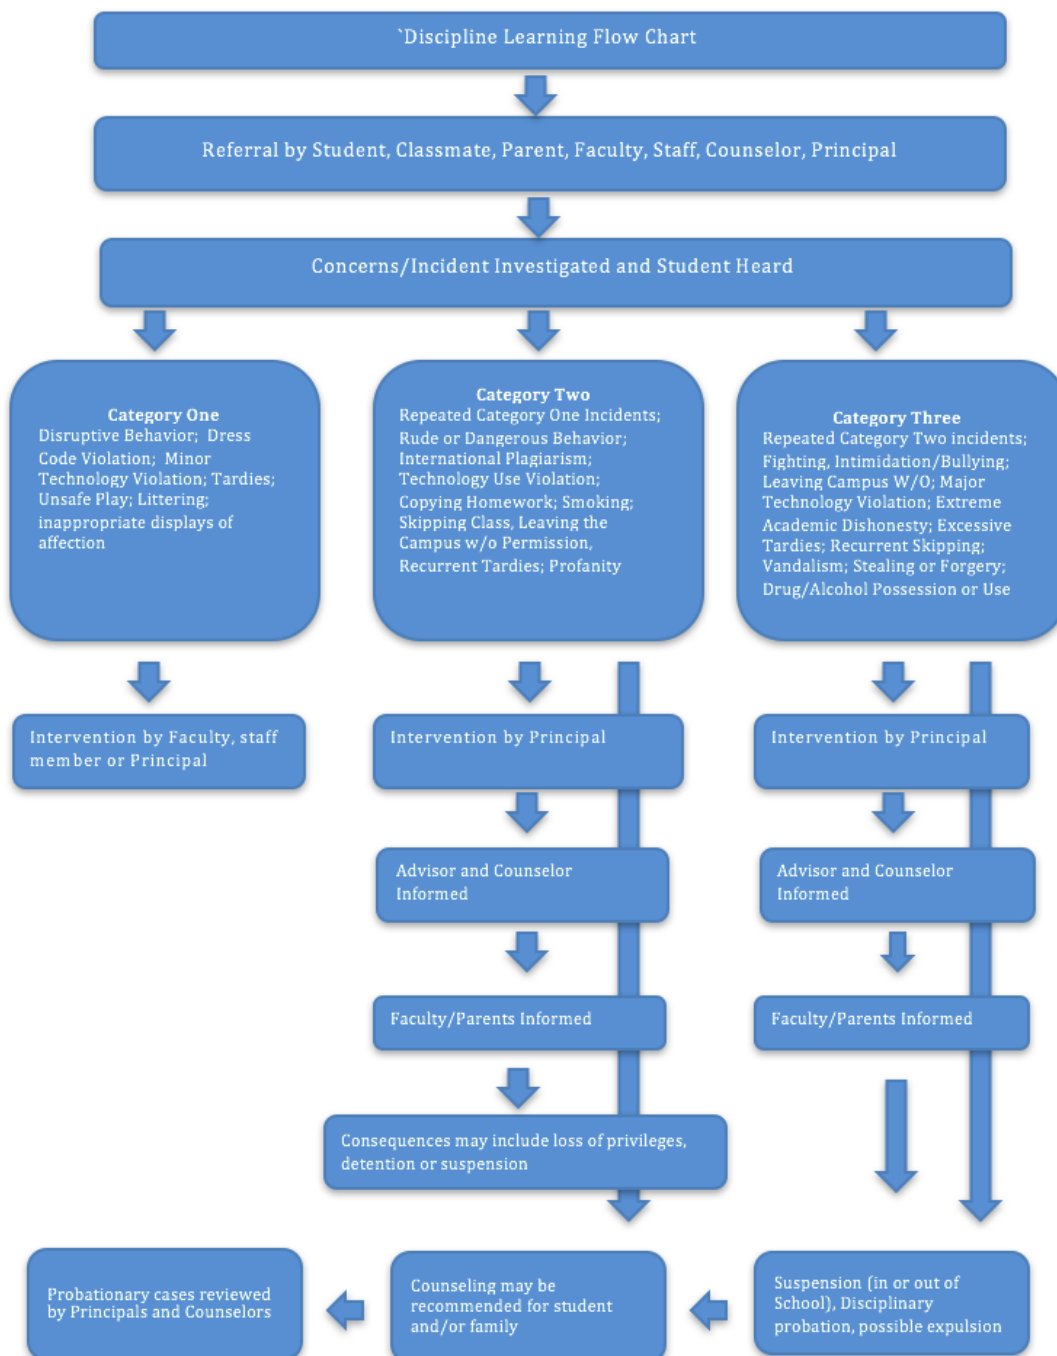 `Discipline Learning Flow Chart
Referral by Student, Classmate, Parent, Faculty, Staff, Counselor, Principal
Concerns/Incident Investigated and Student Heard
Category One
Disruptive Behavior; Dress
Code Violation; Minor
Technology Violation; Tardies;
Unsafe Play; Littering;
inappropriate displays of
affection
Category Two
Repeated Category One Incidents;
Rude or Dangerous Behavior;
International Plagiarism;
Technology Use Violation;
Copying Homework; Smoking;
Skipping Class, Leaving the
Campus w/o Permission,
Recurrent Tardies; Profanity
Category Three
Repeated Category Two incidents;
Fighting, Intimidation/Bullying;
Leaving Campus W/O; Major
Technology Violation; Extreme
Academic Dishonesty; Excessive
Tardies; Recurrent Skipping;
Vandalism; Stealing or Forgery;
Drug/Alcohol Possession or Use
Intervention by Faculty, staff
member or Principal
Intervention by Principal
Intervention by Principal
Advisor and Counselor
Informed
Advisor and Counselor
Informed
Faculty/Parents Informed
Faculty/Parents Informed
Consequences may include loss of privileges,
detention or suspension
Probationary cases reviewed
by Principals and Counselors
Counseling may be
recommended for student
and/or family
Suspension (in or out of
School), Disciplinary
probation, possible expulsion